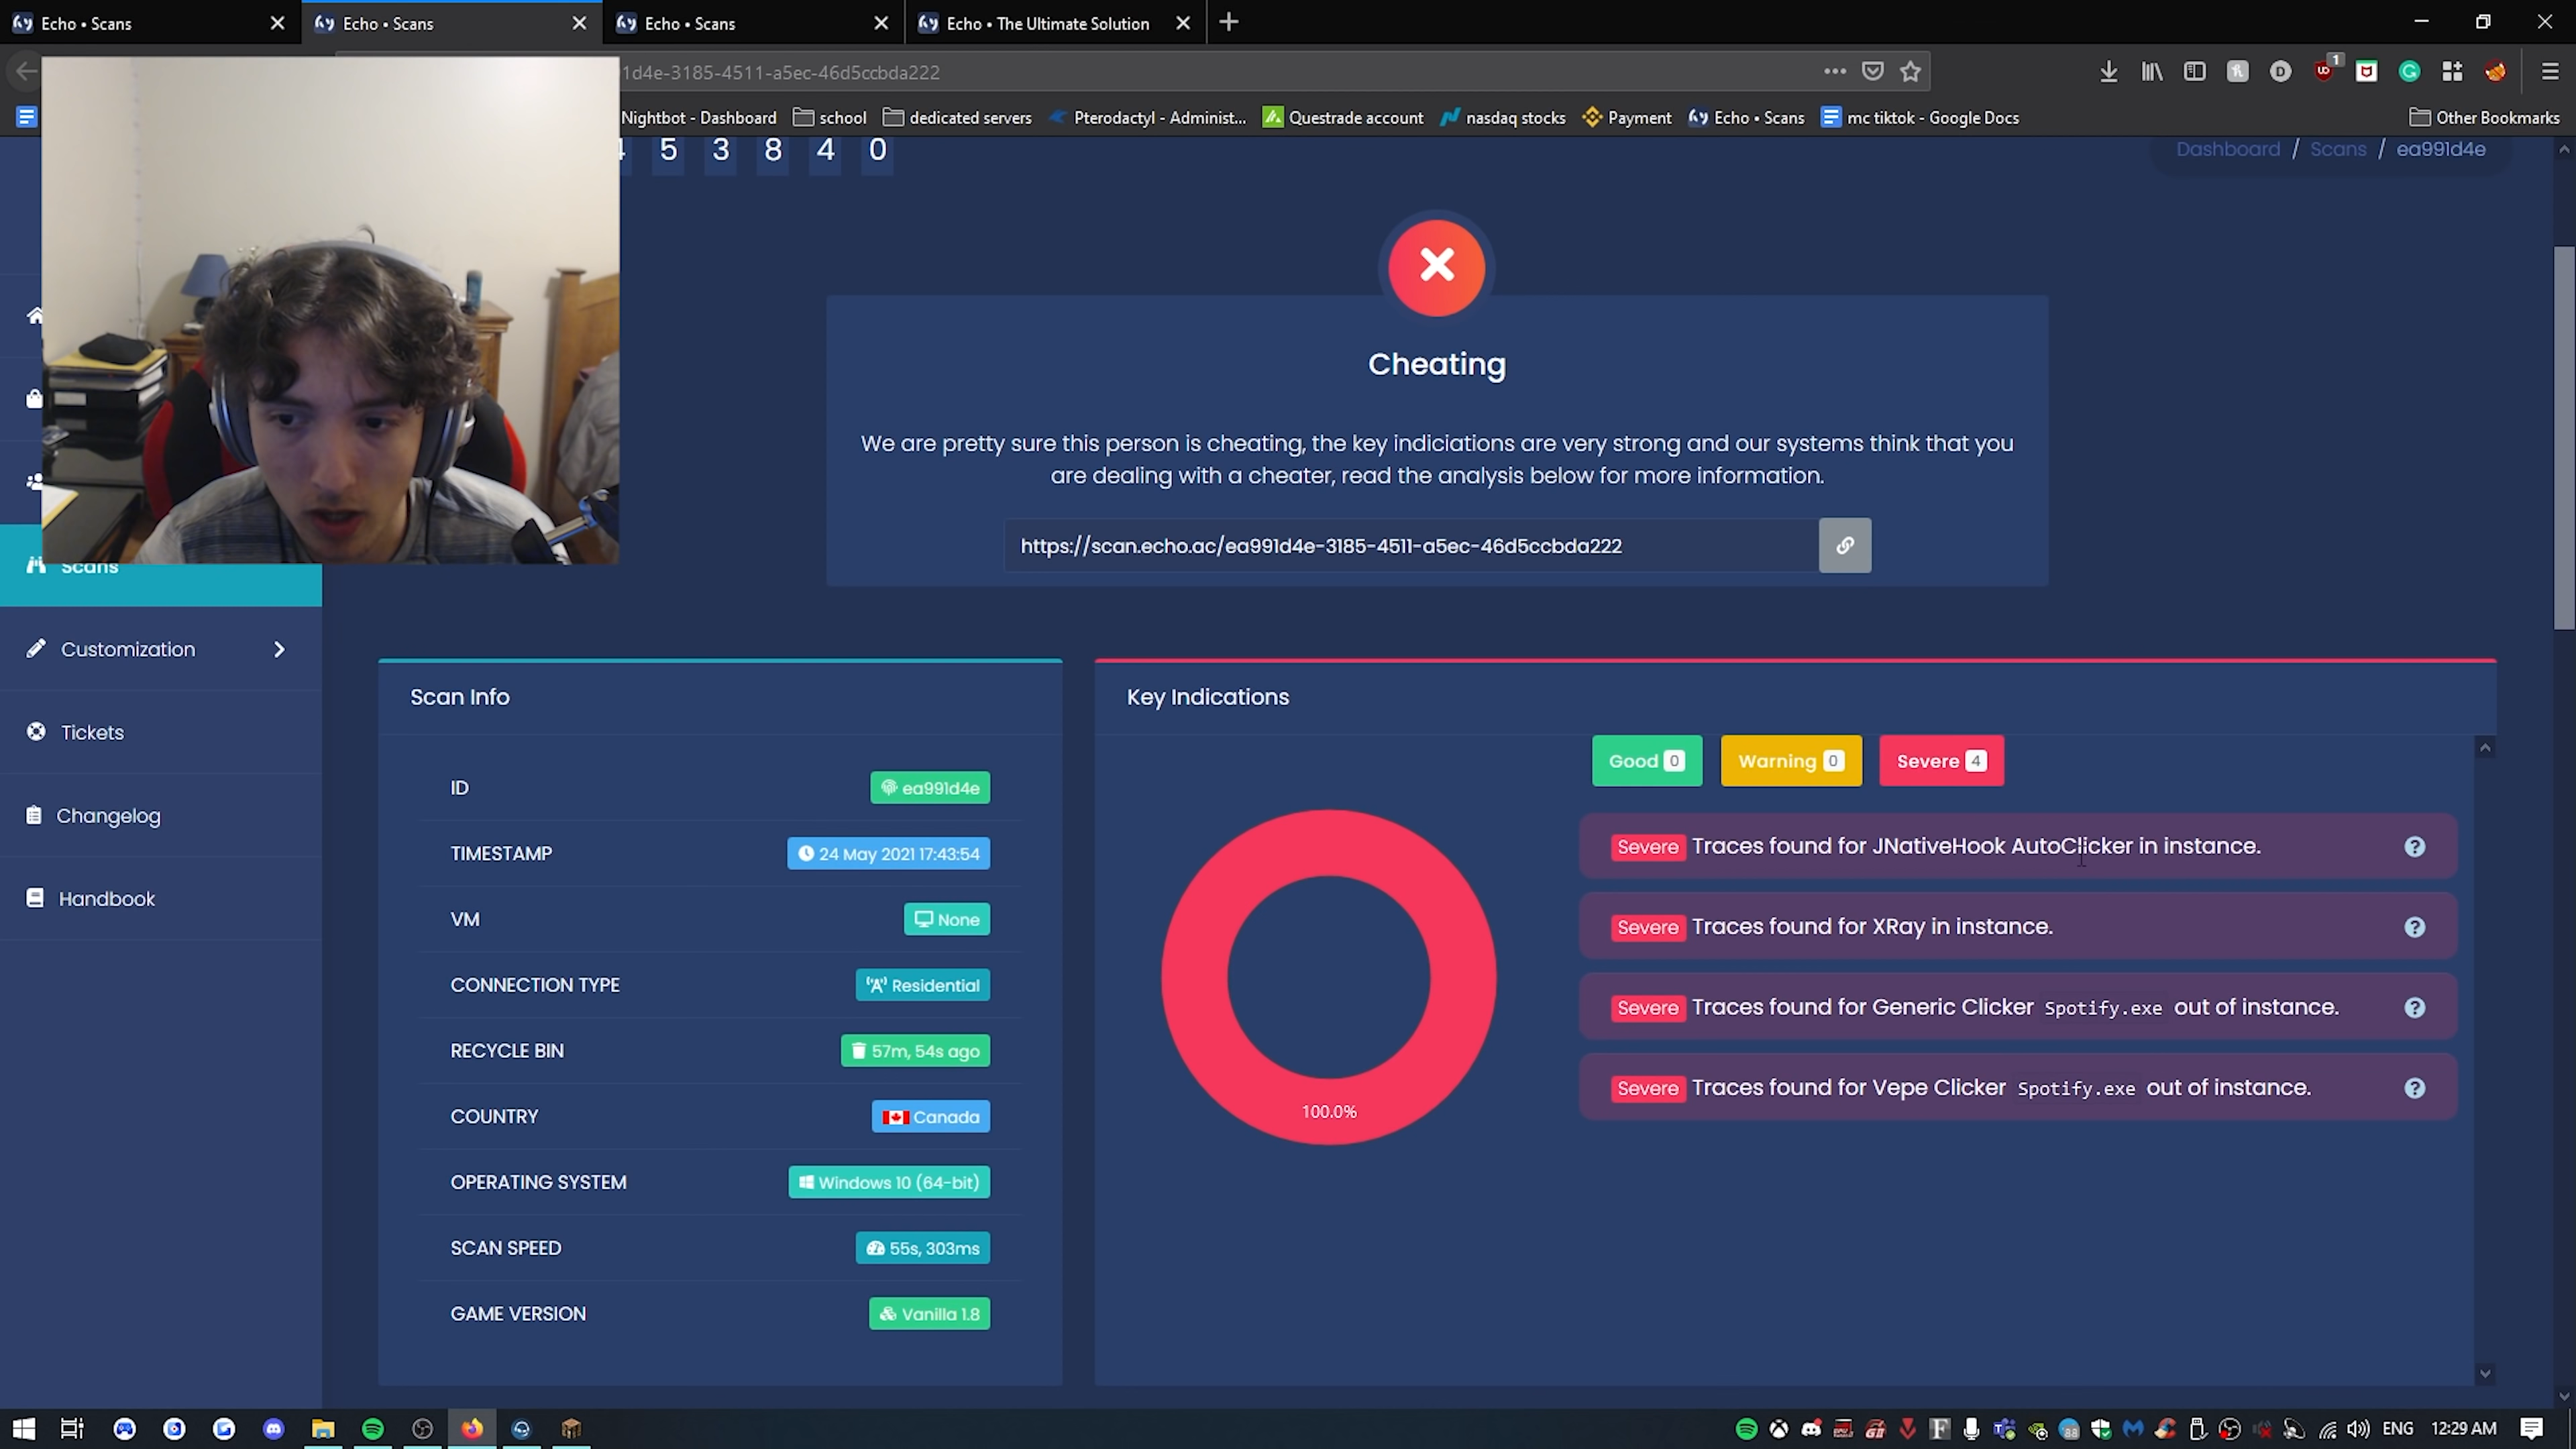 Echo • Scans
Echo • Scans
Echo • Scans
Echo • The Ultimate Solution
1d4e-3185-4511-a5ec-46d5ccbda222
1
Nightbot - Dashboard
school
dedicated servers
Pterodactyl - Administ...
Questrade account
nasdaq stocks
Payment
Echo • Scans
mc tiktok - Google Docs
Other Bookmarks
5 3 8 4 0
Dashboard / Scans / ea991d4e
Cheating
We are pretty sure this person is cheating, the key indiciations are very strong and our systems think that you
are dealing with a cheater, read the analysis below for more information.
https://scan.echo.ac/ea991d4e-3185-4511-a5ec-46d5ccbda222
Scans
Customization
Tickets
Changelog
Handbook
Scan Info
ID ea991d4e
TIMESTAMP 24 May 2021 17:43:54
VM None
CONNECTION TYPE Residential
RECYCLE BIN 57m, 54s ago
COUNTRY Canada
OPERATING SYSTEM Windows 10 (64-bit)
SCAN SPEED 55s, 303ms
GAME VERSION Vanilla 1.8
Key Indications
Good 0 Warning 0 Severe 4
Severe Traces found for JNativeHook AutoClicker in instance.
Severe Traces found for XRay in instance.
Severe Traces found for Generic Clicker Spotify.exe out of instance.
Severe Traces found for Vepe Clicker Spotify.exe out of instance.
100.0%
ENG 12:29 AM